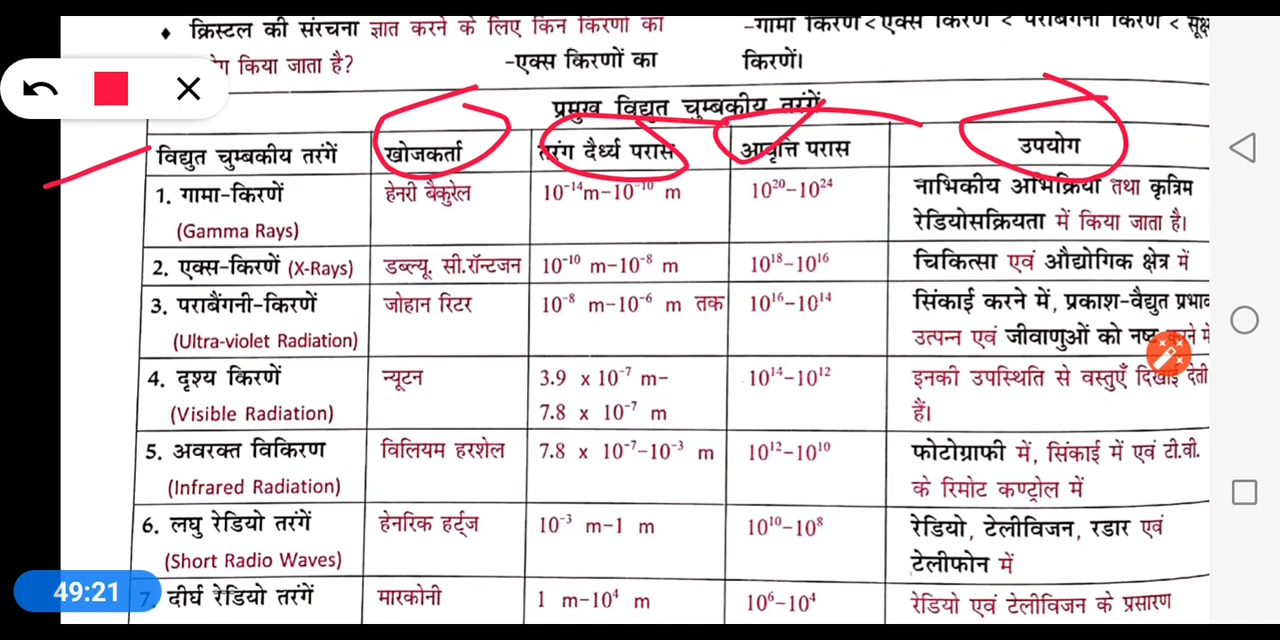 ♦ क्रिस्टल की संरचना ज्ञात करने के लिए किन किरणों का
किया जाता है?
-एक्स किरणों का
-गामा किरण < एक्स किरण < पराबैंगनी किरण <
किरणें।
प्रमुख विद्युत चुम्बकीय तरंगें
विद्युत चुम्बकीय तरंगें खोजकर्ता तरंग दैर्ध्य परास आवृत्ति परास उपयोग
1. गामा-किरणें हेनरी बैकुरेल 10⁻¹⁴m–10⁻¹⁰ m 10²⁰–10²⁴ नाभिकीय अभिक्रिया तथा कृत्रिम
(Gamma Rays) रेडियोसक्रियता में किया जाता है।
2. एक्स-किरणें (X-Rays) डब्ल्यू. सी.रॉन्टजन 10⁻¹⁰ m–10⁻⁸ m 10¹⁸–10¹⁶ चिकित्सा एवं औद्योगिक क्षेत्र में
3. पराबैंगनी-किरणें जोहान रिटर 10⁻⁸ m–10⁻⁶ m तक 10¹⁶–10¹⁴ सिंकाई करने में, प्रकाश-वैद्युत प्रभाव
(Ultra-violet Radiation) उत्पन्न एवं जीवाणुओं को नष्ट करने में
4. दृश्य किरणें न्यूटन 3.9 x 10⁻⁷ m– 10¹⁴–10¹² इनकी उपस्थिति से वस्तुएँ दिखाई देती
(Visible Radiation) 7.8 x 10⁻⁷ m हैं।
5. अवरक्त विकिरण विलियम हरशेल 7.8 x 10⁻⁷–10⁻³ m 10¹²–10¹⁰ फोटोग्राफी में, सिंकाई में एवं टी.वी.
(Infrared Radiation) के रिमोट कण्ट्रोल में
6. लघु रेडियो तरंगें हेनरिक हर्ट्ज 10⁻³ m–1 m 10¹⁰–10⁸ रेडियो, टेलीविजन, रडार एवं
(Short Radio Waves) टेलीफोन में
49:21
7. दीर्घ रेडियो तरंगें मारकोनी 1 m–10⁴ m 10⁶–10⁴ रेडियो एवं टेलीविजन के प्रसारण